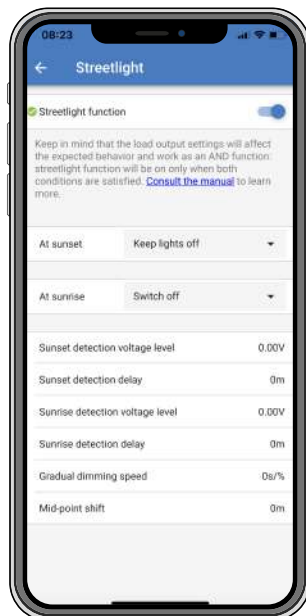 08:23
Streetlight
Streetlight function
Keep in mind that the load output settings will affect
the expected behavior and work as an AND function:
streetlight function will be on only when both
conditions are satisfied. Consult the manual to learn
more.
At sunset Keep lights off
At sunrise Switch off
Sunset detection voltage level 0.00V
Sunset detection delay 0m
Sunrise detection voltage level 0.00V
Sunrise detection delay 0m
Gradual dimming speed 0s/%
Mid-point shift 0m